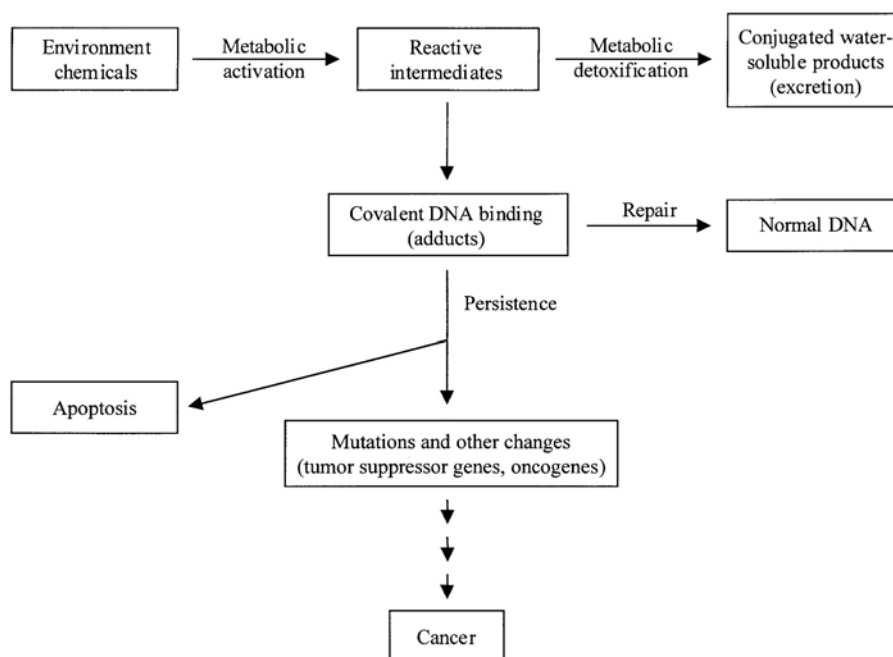 Environment
chemicals
Metabolic
activation
Reactive
intermediates
Metabolic
detoxification
Conjugated water-
soluble products
(excretion)
Covalent DNA binding
(adducts)
Repair
Normal DNA
Persistence
Apoptosis
Mutations and other changes
(tumor suppressor genes, oncogenes)
Cancer